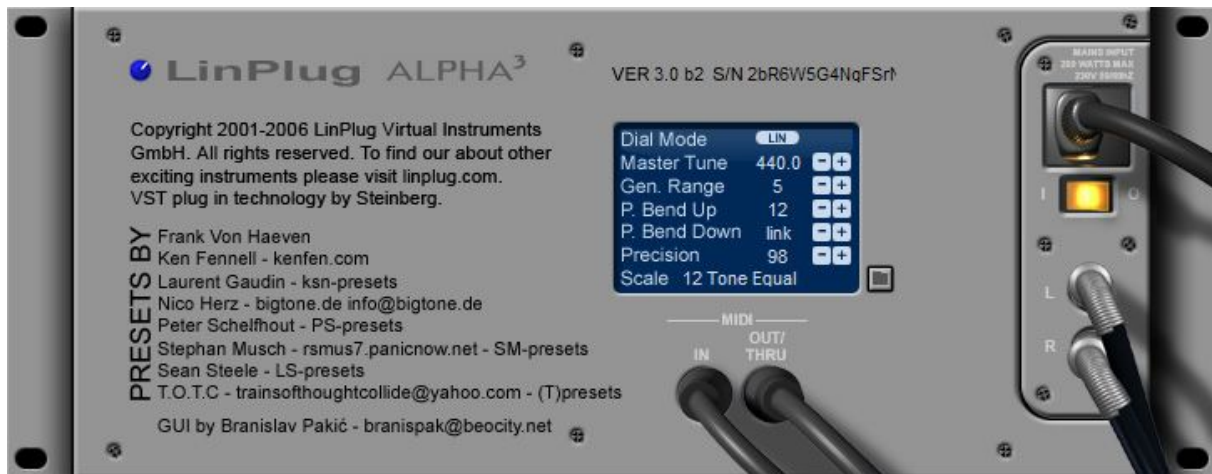 LinPlug ALPHA³
VER 3.0 b2 S/N 2bR6W5G4NqFSr
Copyright 2001-2006 LinPlug Virtual Instruments
GmbH. All rights reserved. To find our about other
exciting instruments please visit linplug.com.
VST plug in technology by Steinberg.
PRESETS BY
Frank Von Haeven
Ken Fennell - kenfen.com
Laurent Gaudin - ksn-presets
Nico Herz - bigtone.de info@bigtone.de
Peter Schelfhout - PS-presets
Stephan Musch - rsmus7.panicnow.net - SM-presets
Sean Steele - LS-presets
T.O.T.C - trainsofthoughtcollide@yahoo.com - (T)presets
GUI by Branislav Pakić - branispak@beocity.net
Dial Mode LIN
Master Tune 440.0 - +
Gen. Range 5 - +
P. Bend Up 12 - +
P. Bend Down link - +
Precision 98 - +
Scale 12 Tone Equal
MIDI
IN
OUT/
THRU
MAINS INPUT
WATTS MAX
230V
I O
L
R